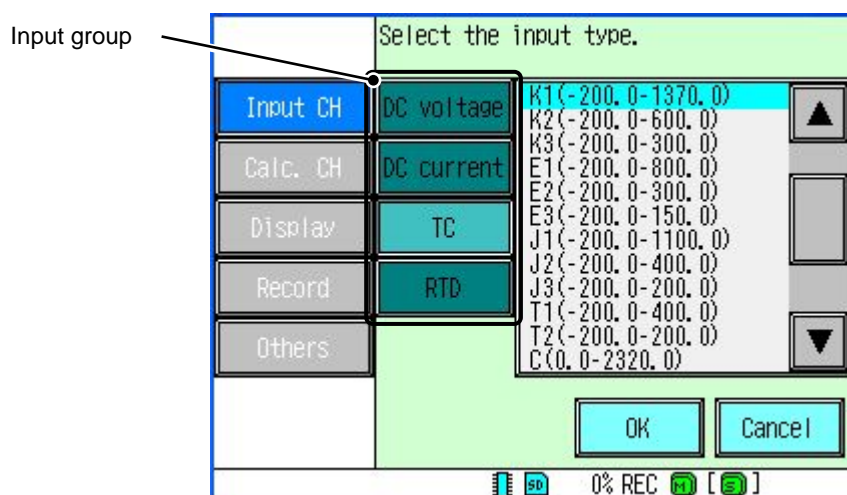 Input group
Select the input type.
Input CH
Calc. CH
Display
Record
Others
DC voltage
DC current
TC
RTD
K1(-200.0-1370.0)
K2(-200.0-600.0)
K3(-200.0-300.0)
E1(-200.0-800.0)
E2(-200.0-300.0)
E3(-200.0-150.0)
J1(-200.0-1100.0)
J2(-200.0-400.0)
J3(-200.0-200.0)
T1(-200.0-400.0)
T2(-200.0-200.0)
C(0.0-2320.0)
OK
Cancel
SD 0% REC M [S]